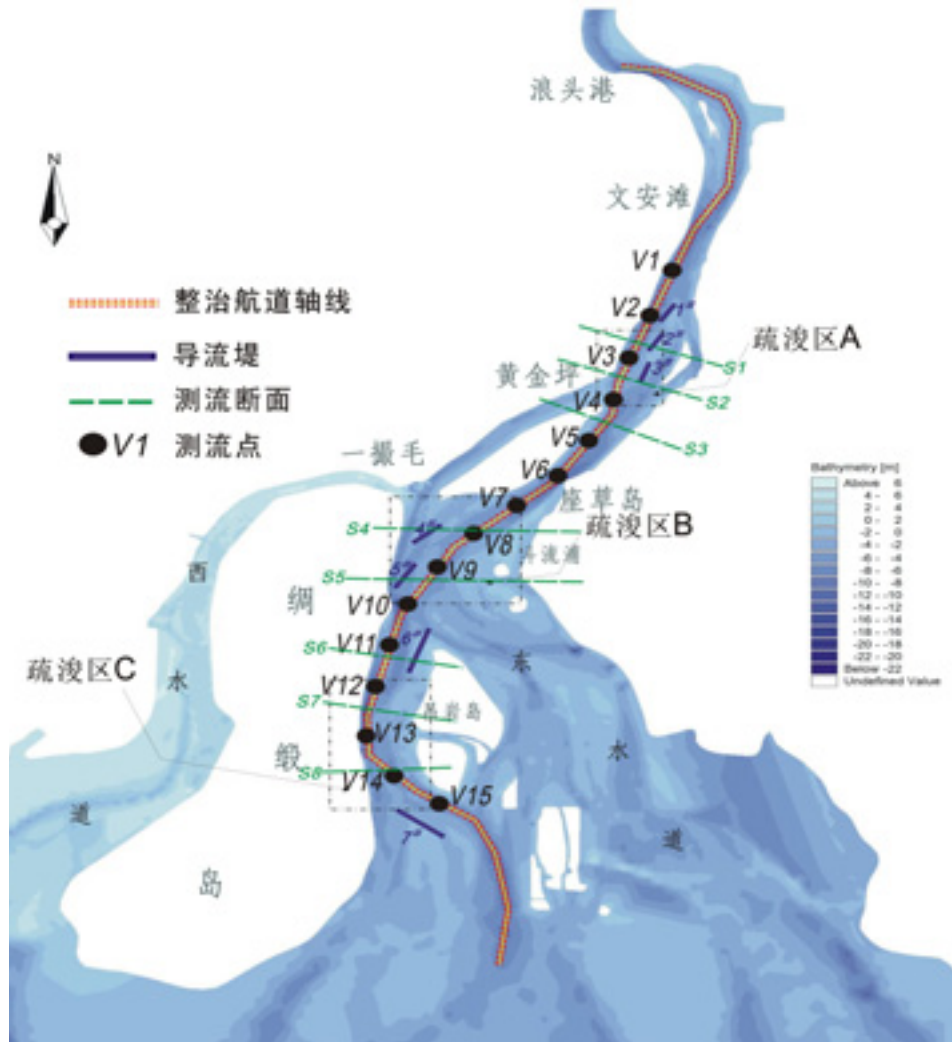 浪头港
N
文安滩
V1
整治航道轴线
V2
1#
2#
疏浚区A
导流堤
V3
3#
S1
黄金坪
S2
测流断面
V4
V1 测流点
V5
S3
一撮毛
V6
Bathymetry [m]
Above 6
4 - 6
2 - 4
0 - 2
-2 - 0
-4 - -2
-6 - -4
-8 - -6
-10 - -8
-12 - -10
-14 - -12
-16 - -14
-18 - -16
-20 - -18
-22 - -20
Below -22
Undefined Value
V7
座草岛
S4
4#
疏浚区B
V8
西
V9
5#
S5
绸
V10
V11
6#
东
S6
疏浚区C
水
V12
S7
岩岛
水
V13
缎
S8
V14
V15
道
7#
道
岛